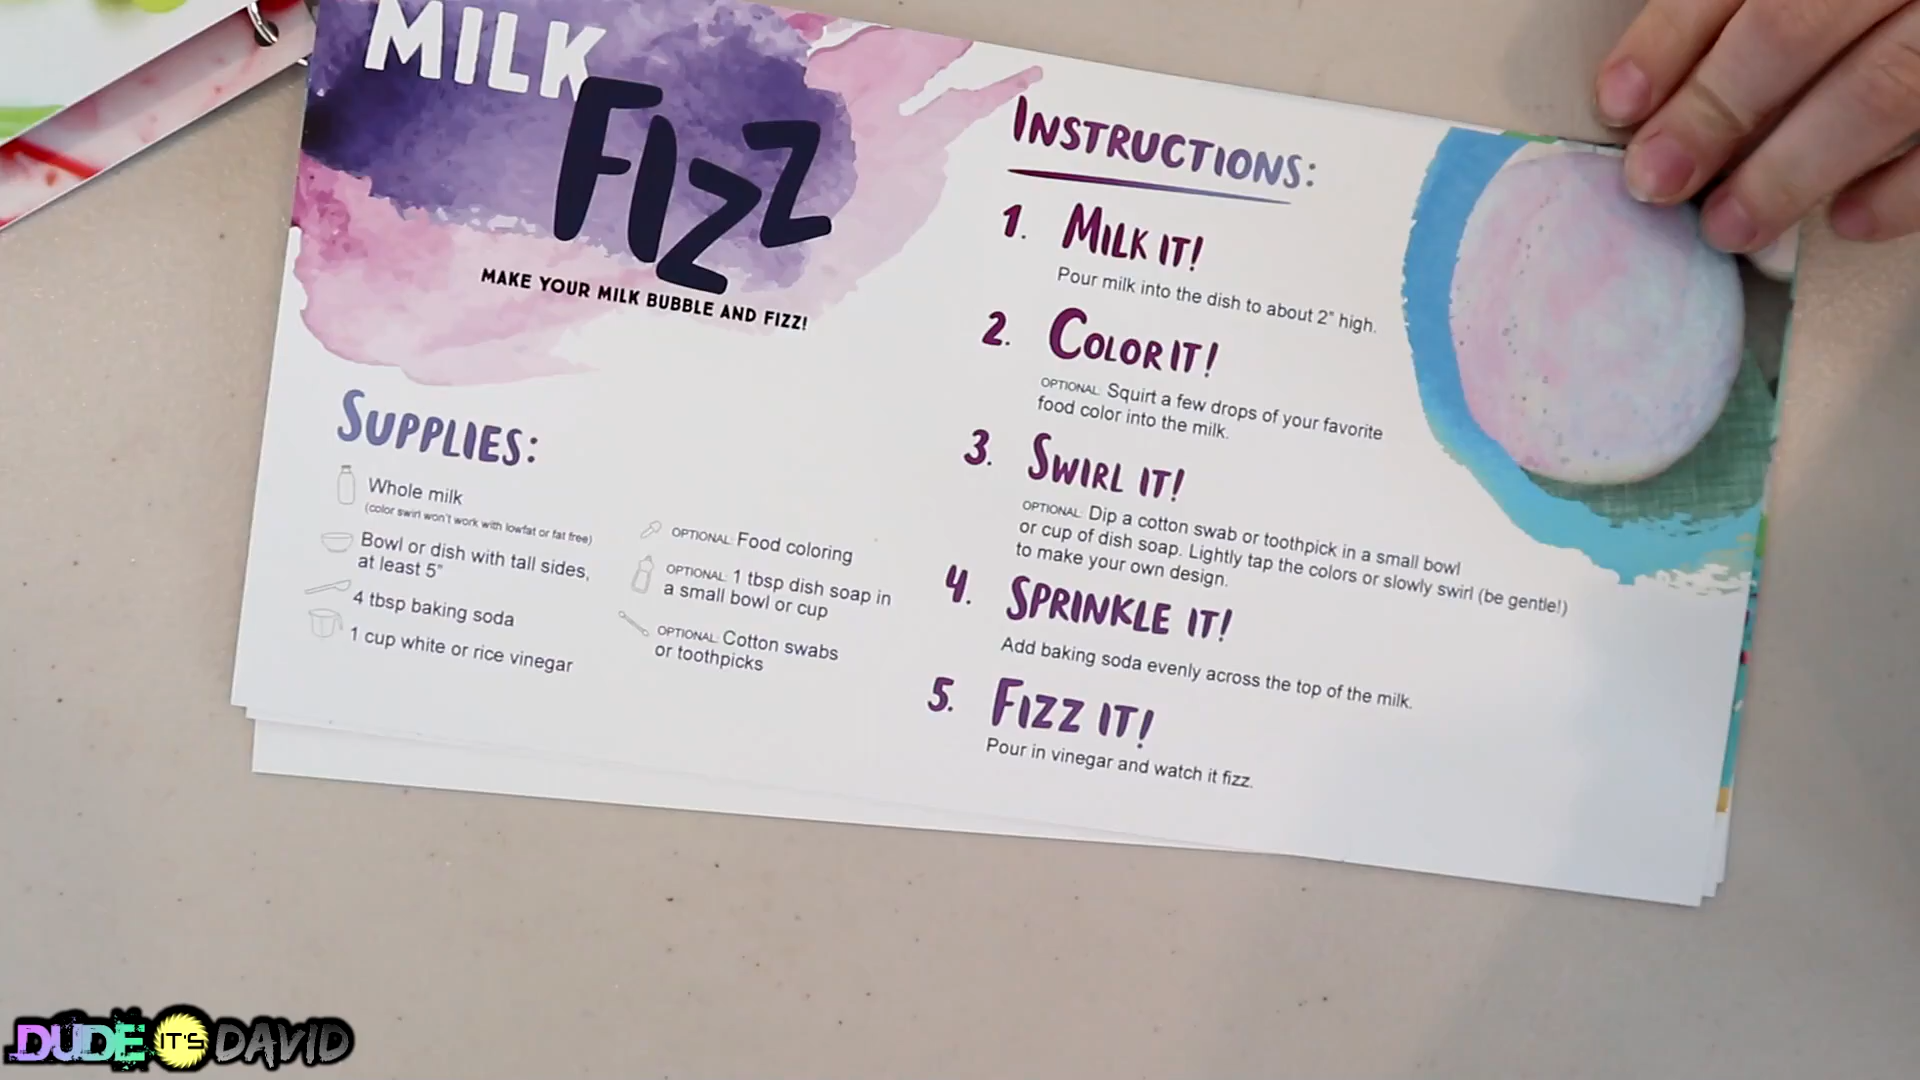 MILK
FIZZ
MAKE YOUR MILK BUBBLE AND FIZZ!
SUPPLIES:
Whole milk
(color swirl won't work with lowfat or fat free)
Bowl or dish with tall sides,
at least 5"
4 tbsp baking soda
1 cup white or rice vinegar
OPTIONAL: Food coloring
OPTIONAL: 1 tbsp dish soap in
a small bowl or cup
OPTIONAL: Cotton swabs
or toothpicks
INSTRUCTIONS:
1. MILK IT!
Pour milk into the dish to about 2" high.
2. COLOR IT!
OPTIONAL: Squirt a few drops of your favorite
food color into the milk.
3. SWIRL IT!
OPTIONAL: Dip a cotton swab or toothpick in a small bowl
or cup of dish soap. Lightly tap the colors or slowly swirl (be gentle!)
to make your own design.
4. SPRINKLE IT!
Add baking soda evenly across the top of the milk.
5. FIZZ IT!
Pour in vinegar and watch it fizz.
DUDE IT'S DAVID